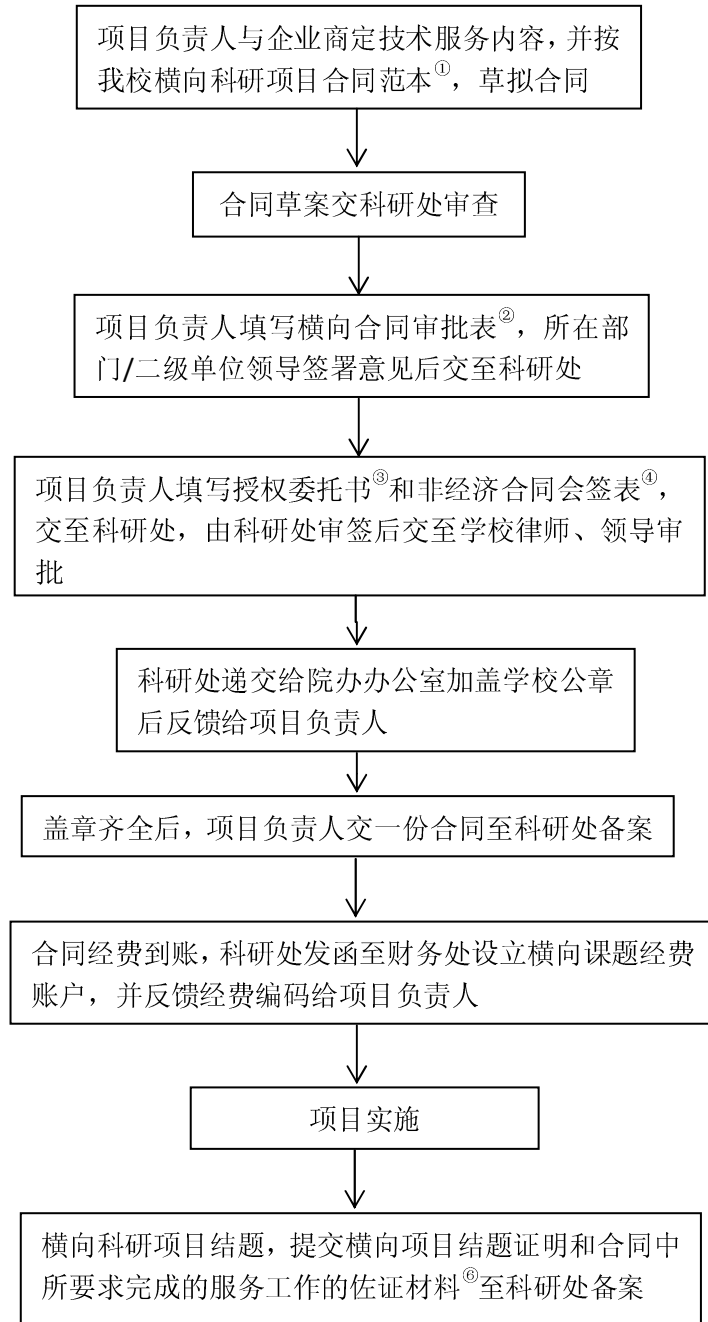 项目负责人与企业商定技术服务内容，并按
我校横向科研项目合同范本①，草拟合同
合同草案交科研处审查
项目负责人填写横向合同审批表②，所在部
门/二级单位领导签署意见后交至科研处
项目负责人填写授权委托书③和非经济合同会签表④，
交至科研处，由科研处审签后交至学校律师、领导审
批
科研处递交给院办办公室加盖学校公章
后反馈给项目负责人
盖章齐全后，项目负责人交一份合同至科研处备案
合同经费到账，科研处发函至财务处设立横向课题经费
账户，并反馈经费编码给项目负责人
项目实施
横向科研项目结题，提交横向项目结题证明和合同中
所要求完成的服务工作的佐证材料⑥至科研处备案